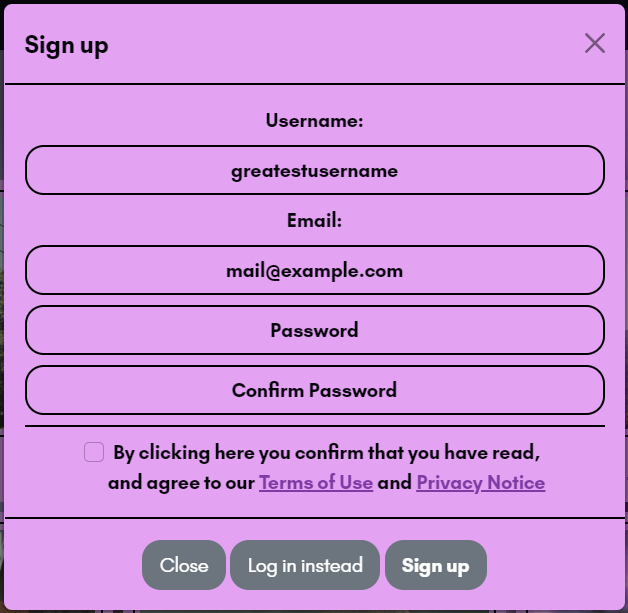 Sign up
Username:
greatestusername
Email:
mail@example.com
Password
Confirm Password
By clicking here you confirm that you have read,
and agree to our Terms of Use and Privacy Notice
Close
Log in instead
Sign up